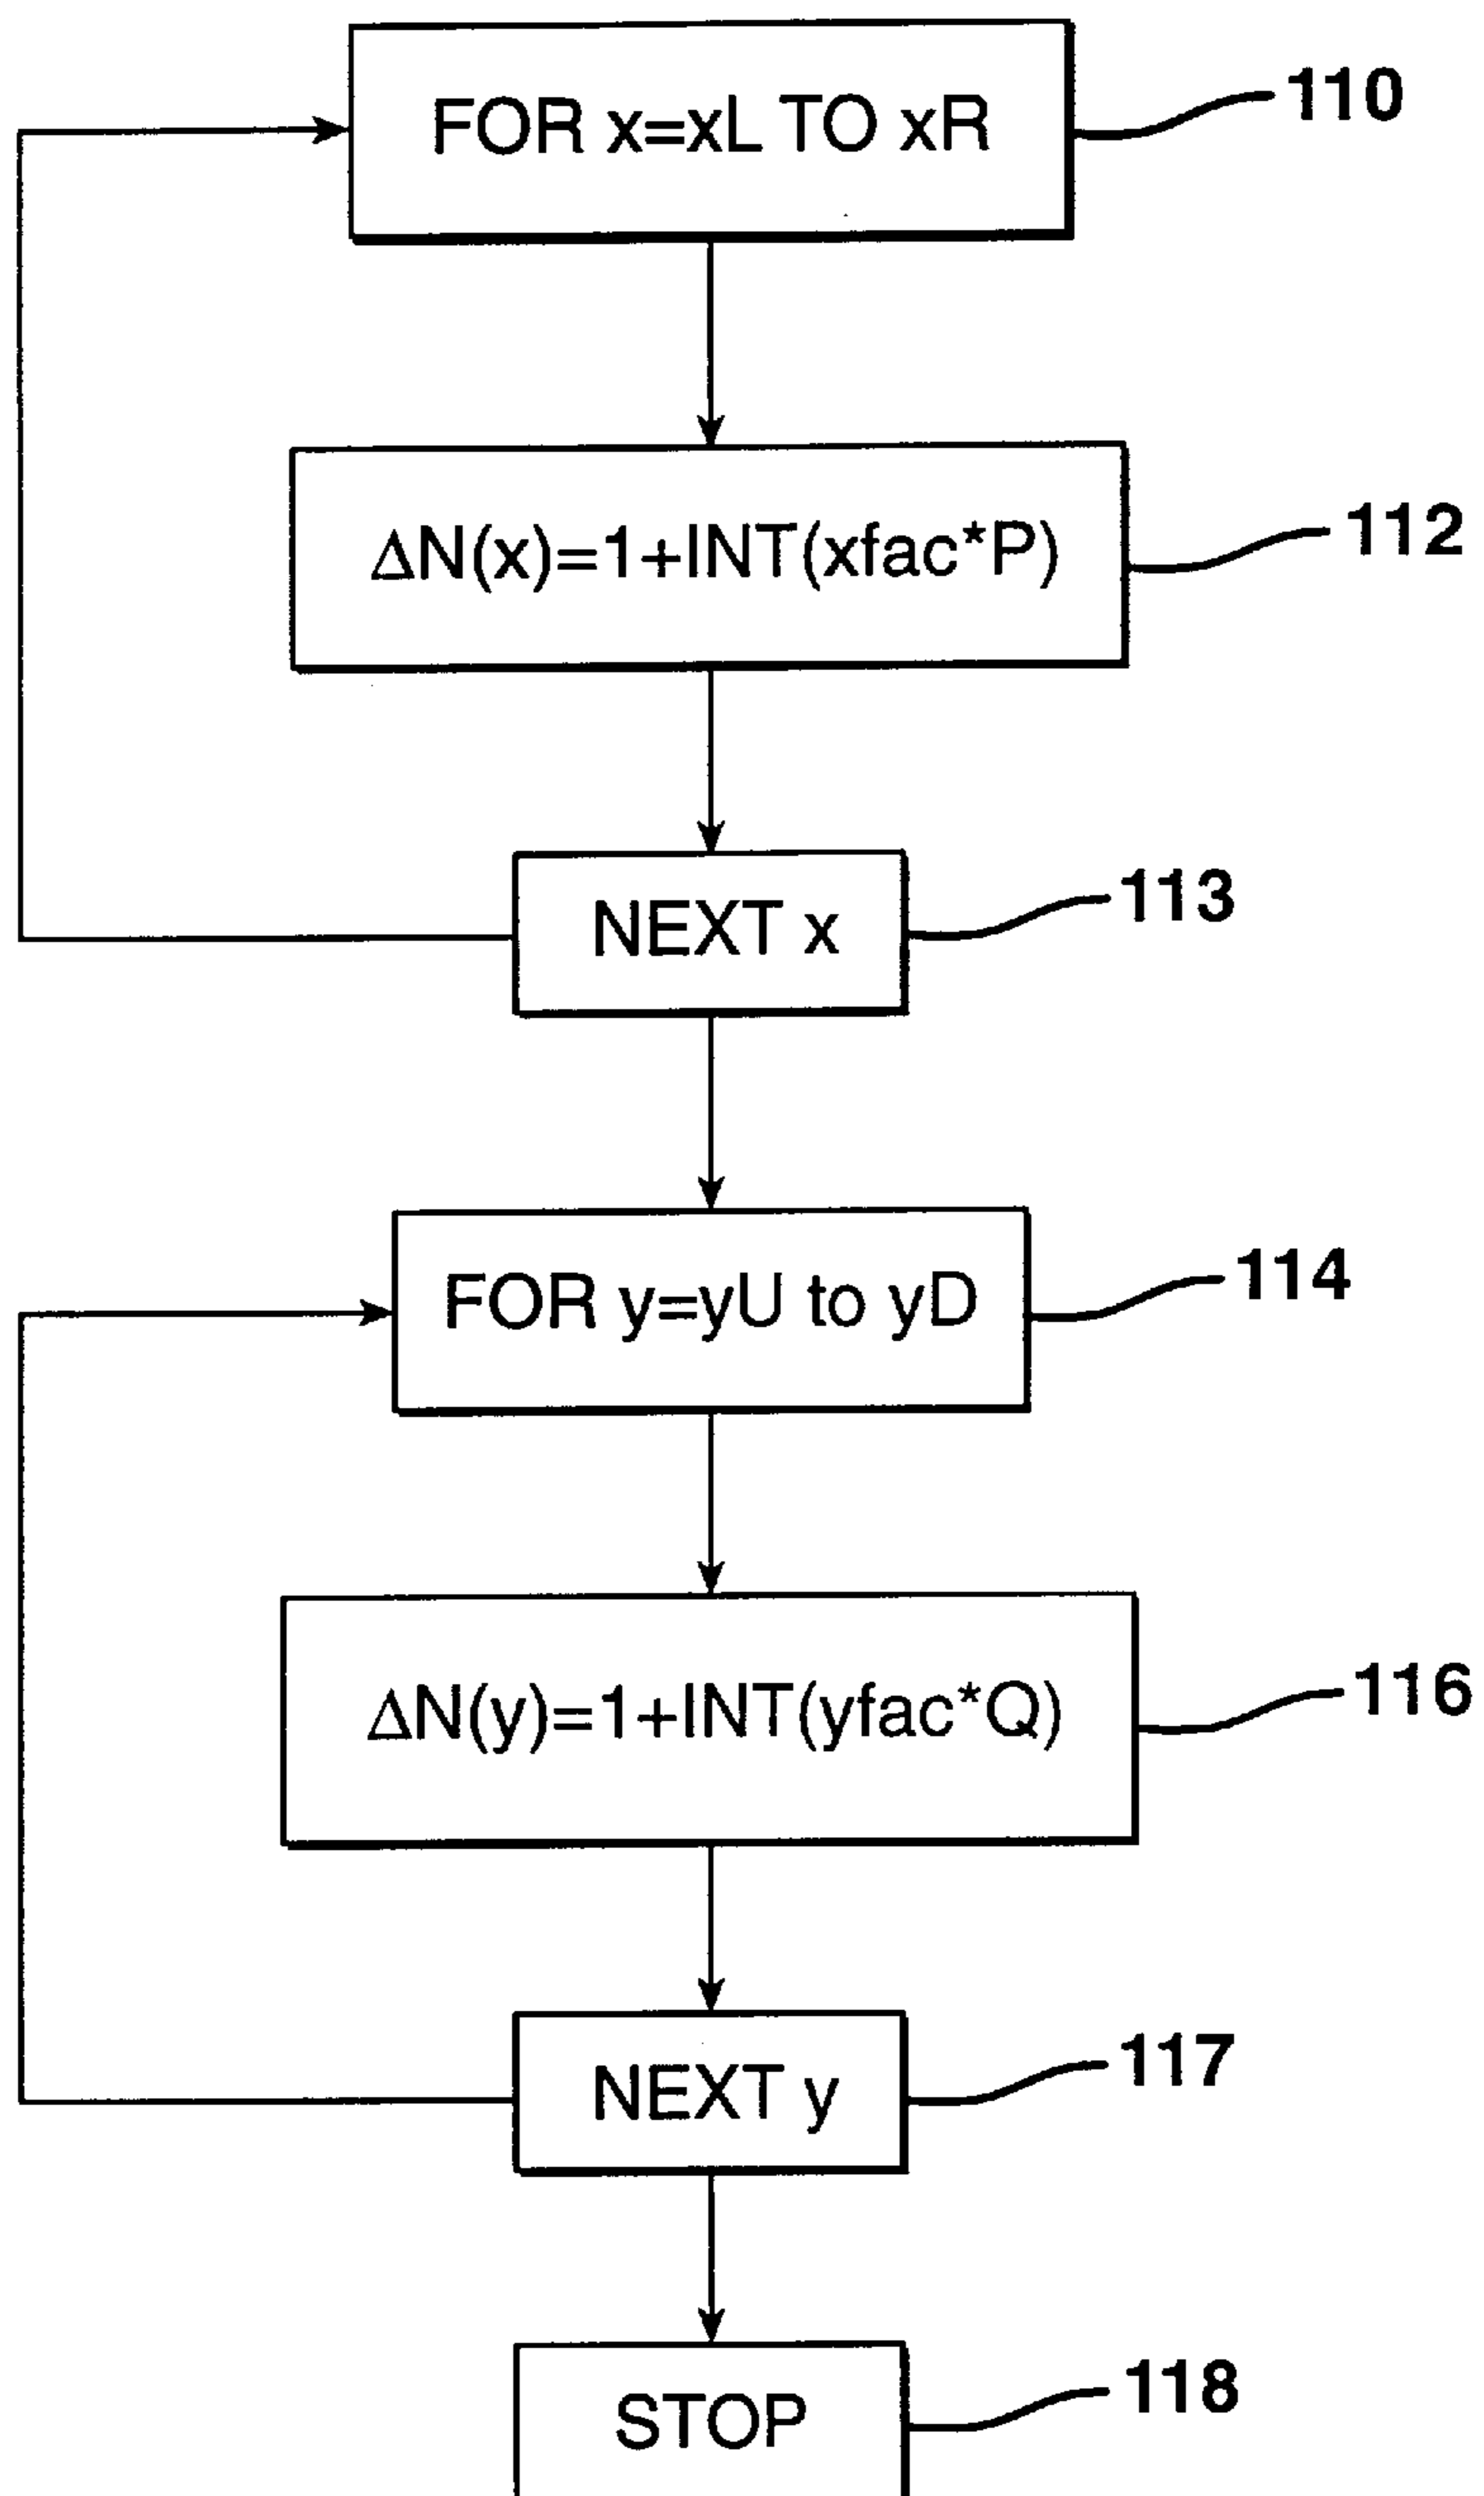 FOR x=xL TO xR
110
ΔN(x)=1+INT(xfac*P)
112
NEXT x
113
FOR y=yU to yD
114
ΔN(y)=1+INT(yfac*Q)
116
NEXT y
117
STOP
118